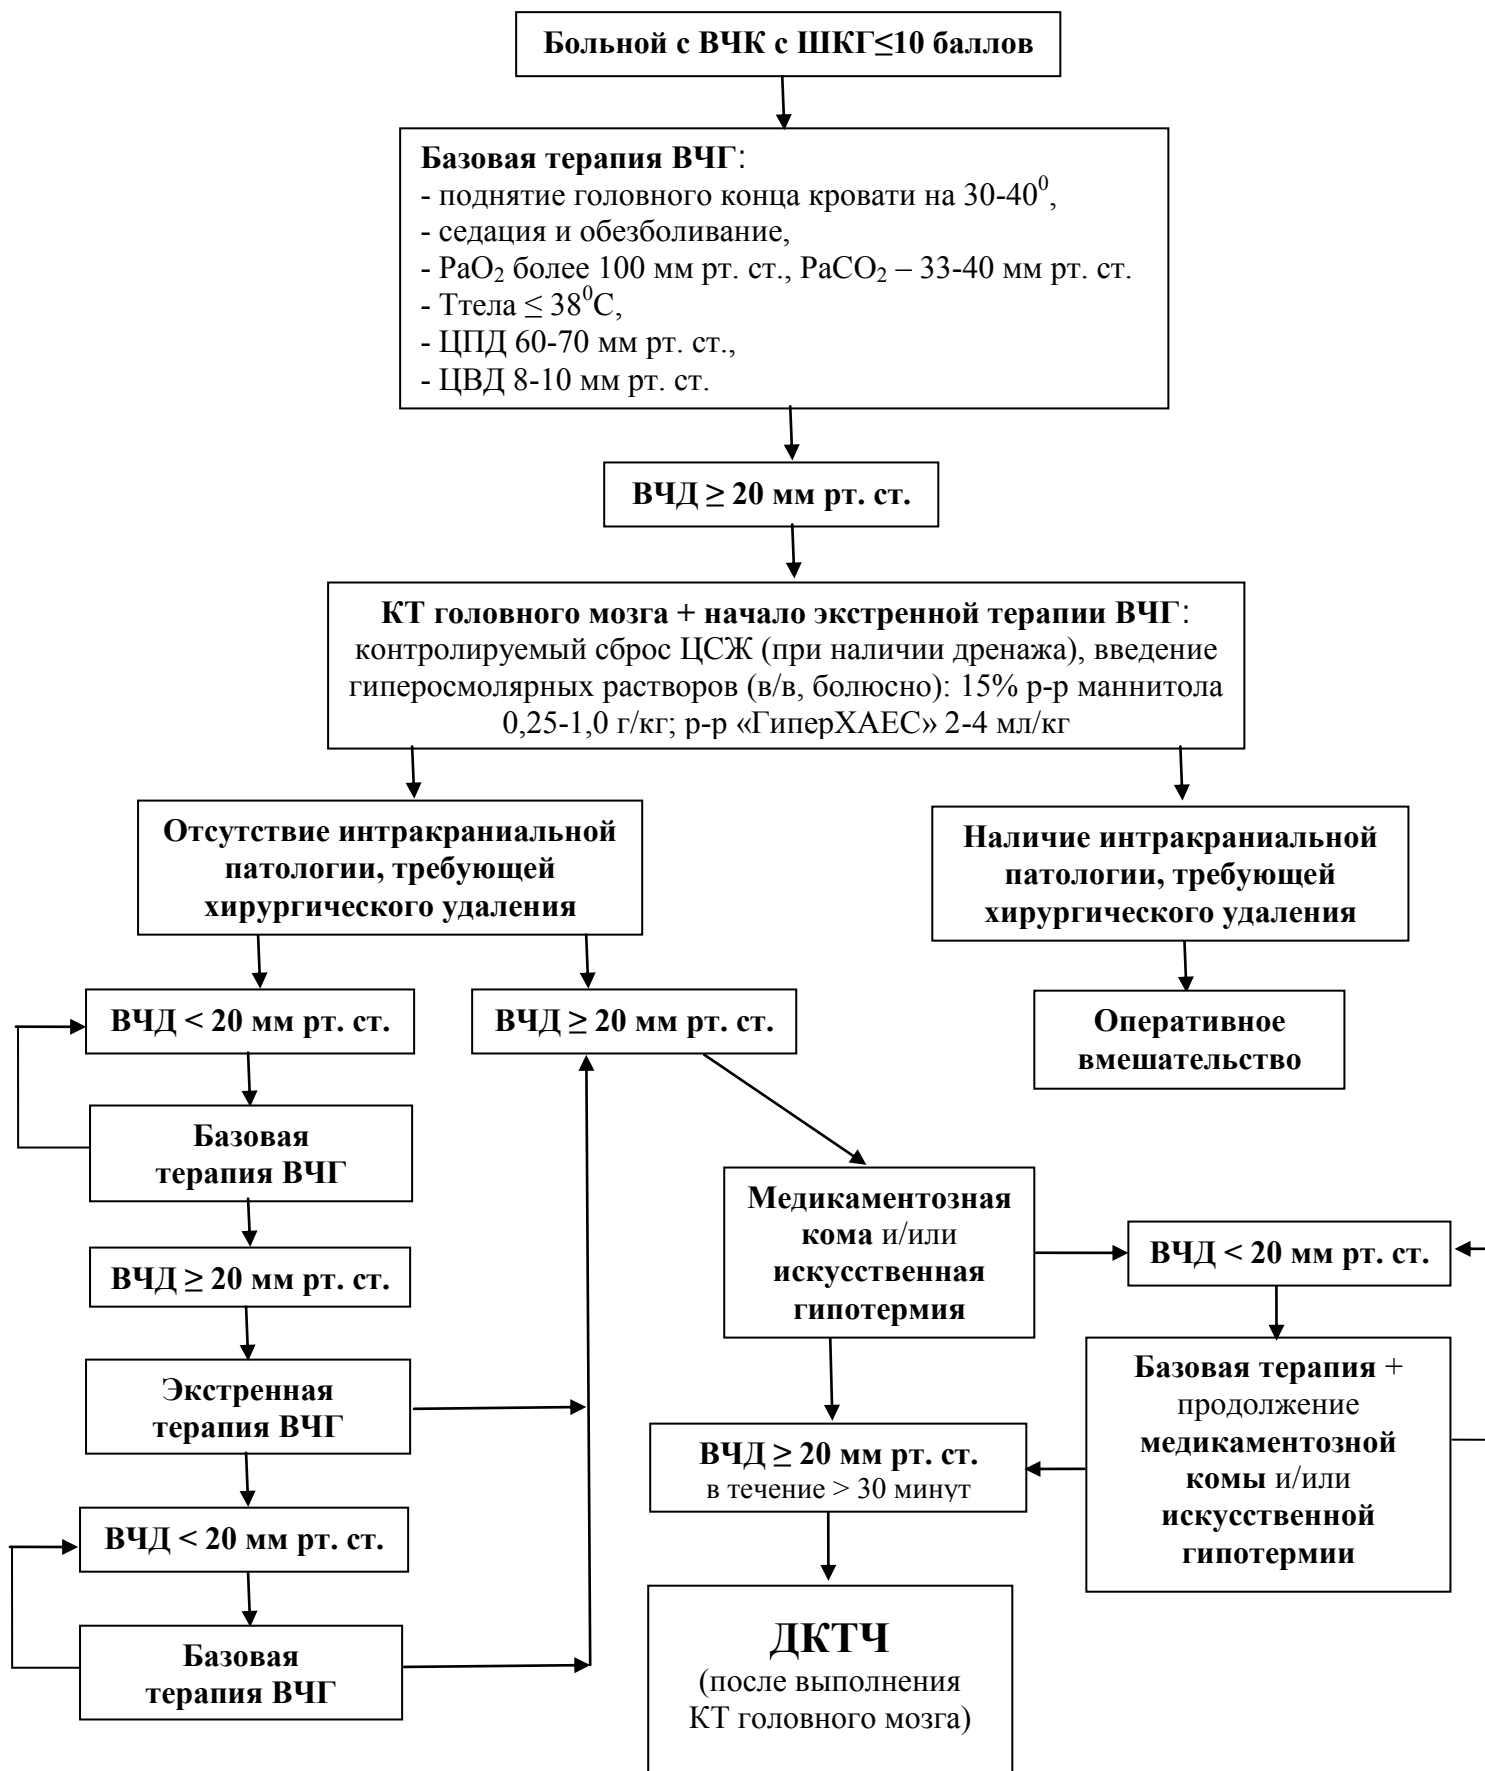 Больной с ВЧК с ШКГ≤10 баллов
Базовая терапия ВЧГ:
- поднятие головного конца кровати на 30-40⁰,
- седация и обезболивание,
- PaO₂ более 100 мм рт. ст., PaCO₂ – 33-40 мм рт. ст.
- Ттела ≤ 38⁰С,
- ЦПД 60-70 мм рт. ст.,
- ЦВД 8-10 мм рт. ст.
ВЧД ≥ 20 мм рт. ст.
КТ головного мозга + начало экстренной терапии ВЧГ:
контролируемый сброс ЦСЖ (при наличии дренажа), введение
гиперосмолярных растворов (в/в, болюсно): 15% р-р маннитола
0,25-1,0 г/кг; р-р «ГиперХАЕС» 2-4 мл/кг
Отсутствие интракраниальной
патологии, требующей
хирургического удаления
Наличие интракраниальной
патологии, требующей
хирургического удаления
ВЧД < 20 мм рт. ст.
ВЧД ≥ 20 мм рт. ст.
Оперативное
вмешательство
Базовая
терапия ВЧГ
Медикаментозная
кома и/или
искусственная
гипотермия
ВЧД < 20 мм рт. ст.
ВЧД ≥ 20 мм рт. ст.
Экстренная
терапия ВЧГ
Базовая терапия +
продолжение
медикаментозной
комы и/или
искусственной
гипотермии
ВЧД ≥ 20 мм рт. ст.
в течение > 30 минут
ВЧД < 20 мм рт. ст.
Базовая
терапия ВЧГ
ДКТЧ
(после выполнения
КТ головного мозга)